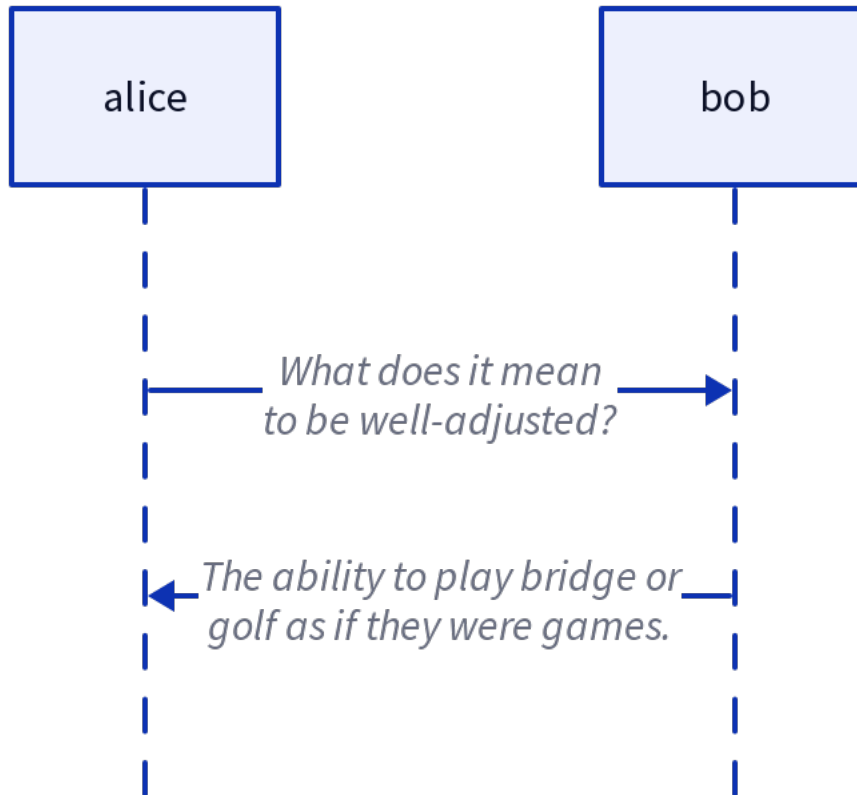 alice
bob
What does it mean
to be well-adjusted?
The ability to play bridge or
golf as if they were games.